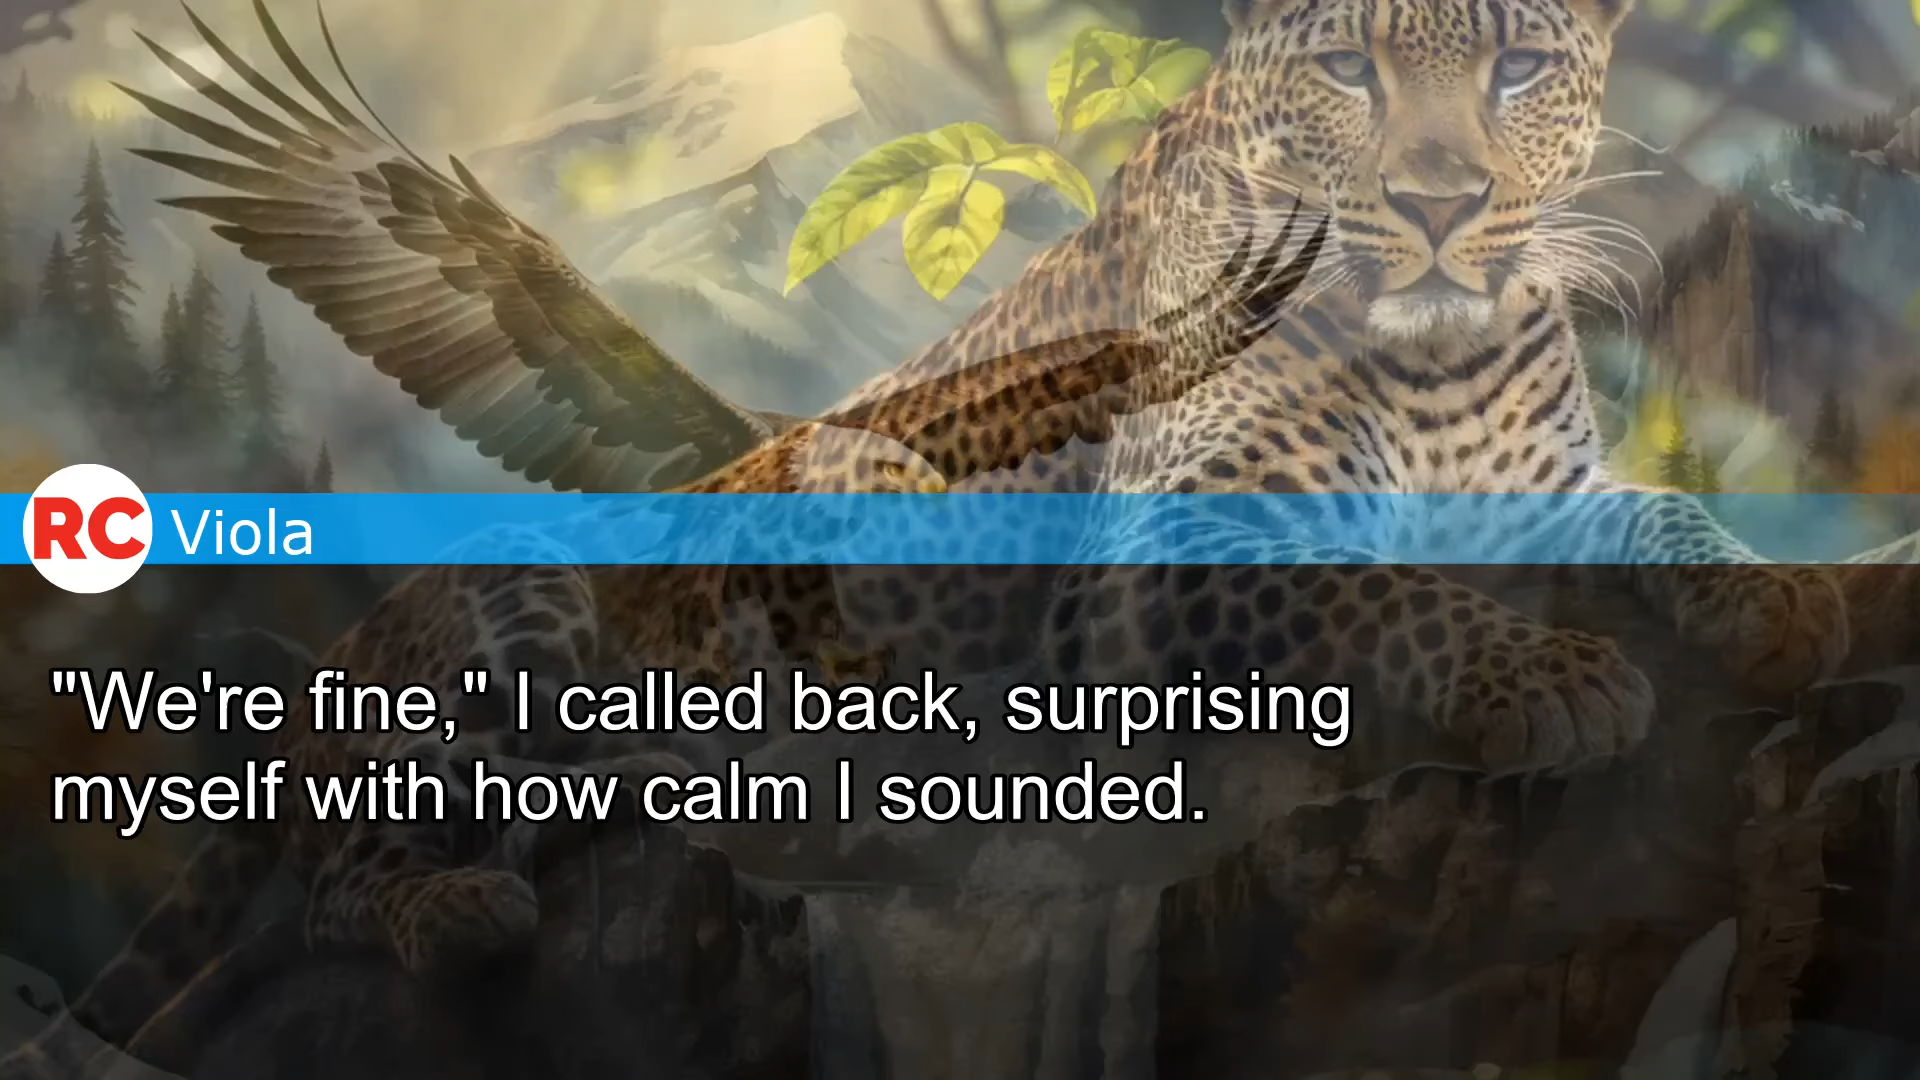 RC Viola
"We're fine," I called back, surprising
myself with how calm I sounded.